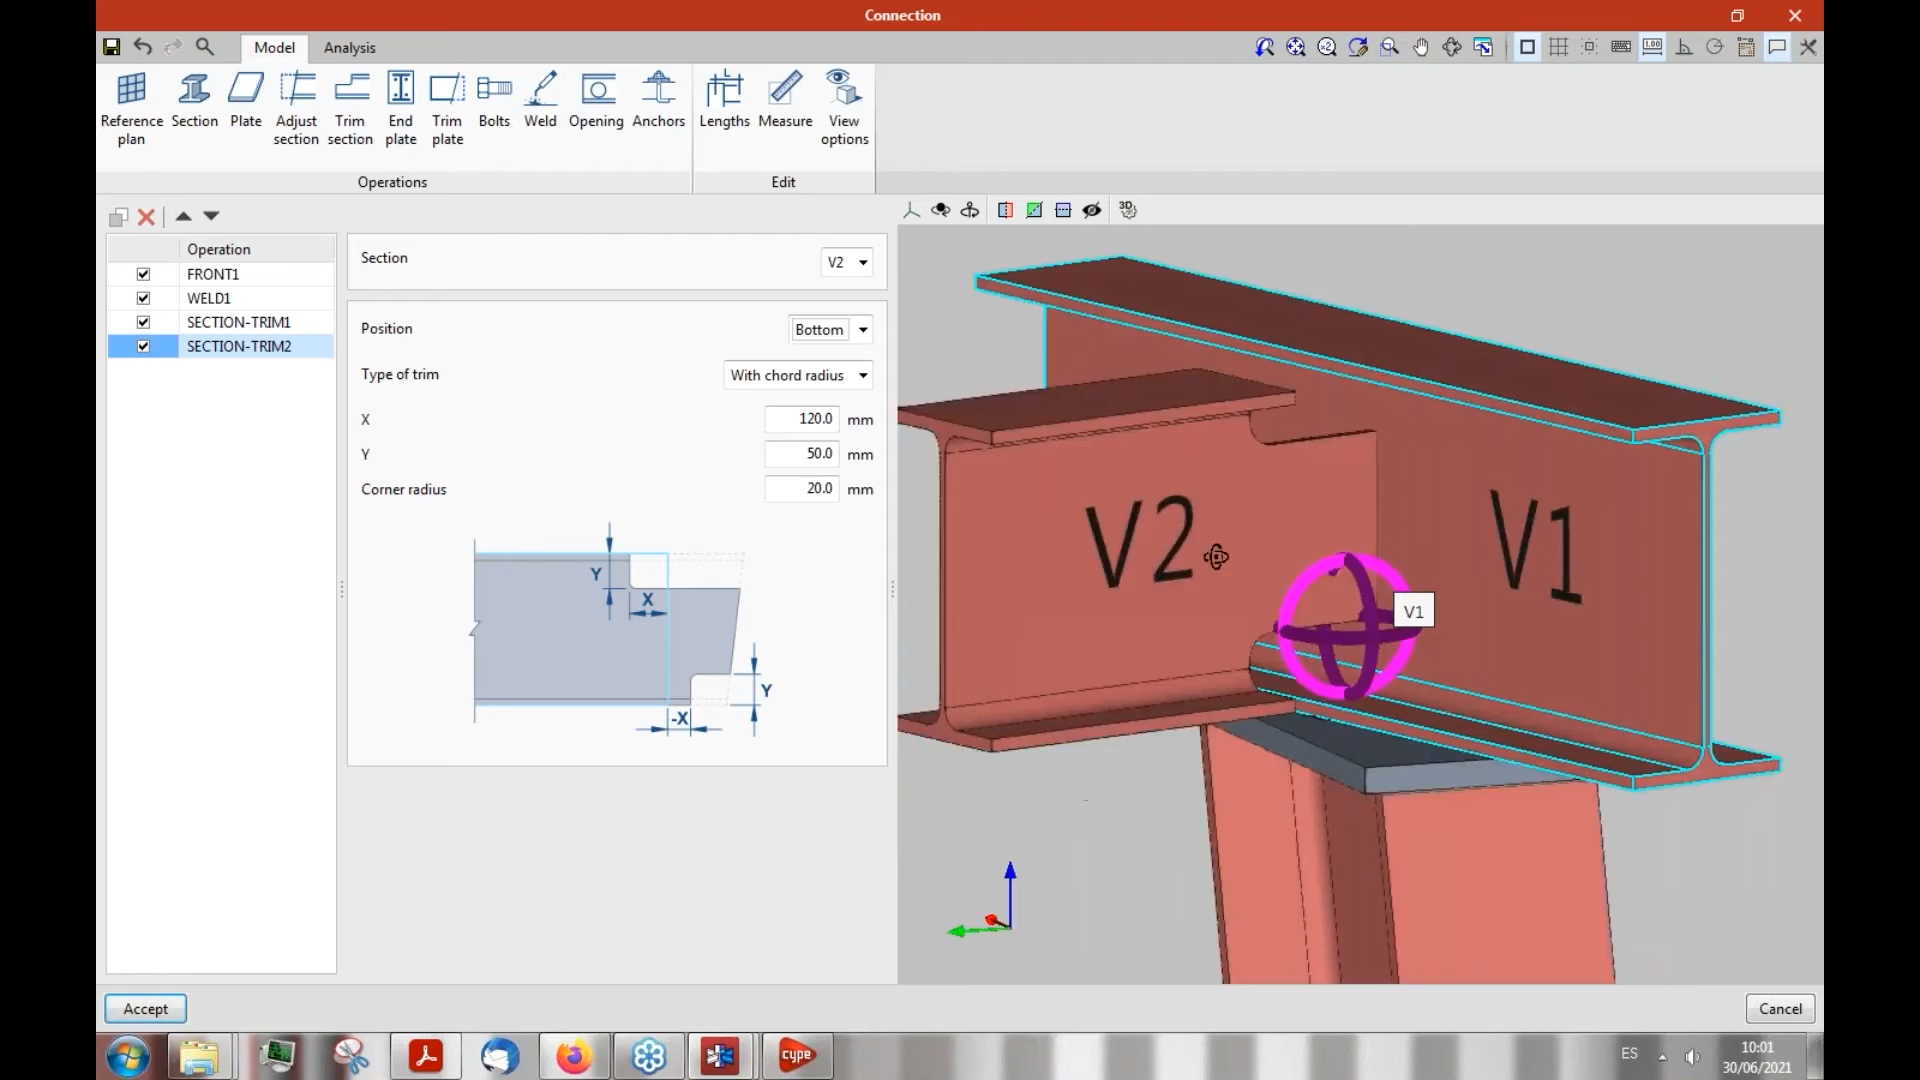 Connection
Model
Analysis
1.00
Reference plan
Section
Plate
Adjust section
Trim section
End plate
Trim plate
Bolts
Weld
Opening
Anchors
Lengths
Measure
View options
Operations
Edit
3D
Operation
FRONT1
WELD1
SECTION-TRIM1
SECTION-TRIM2
Section
V2
Position
Bottom
Type of trim
With chord radius
X
120.0
mm
Y
50.0
mm
Corner radius
20.0
mm
Y
X
Y
-X
V2
V1
V1
Accept
Cancel
cype
ES
10:01
30/06/2021